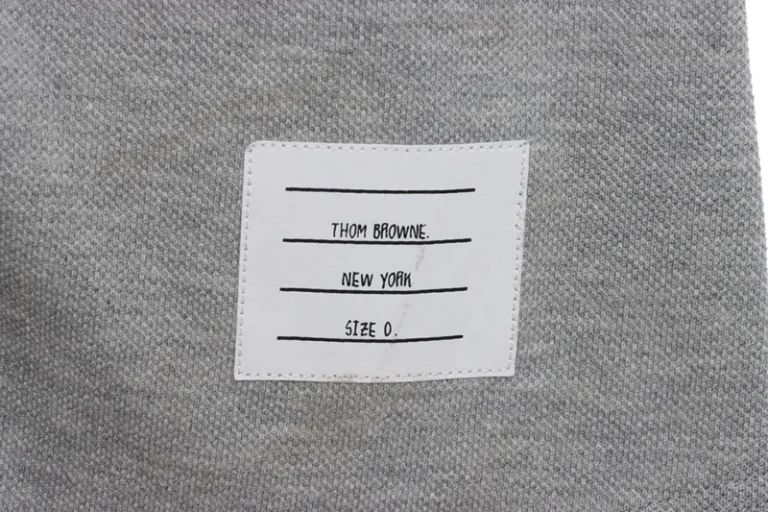 THOM BROWNE.
NEW YORK
SIZE 0.